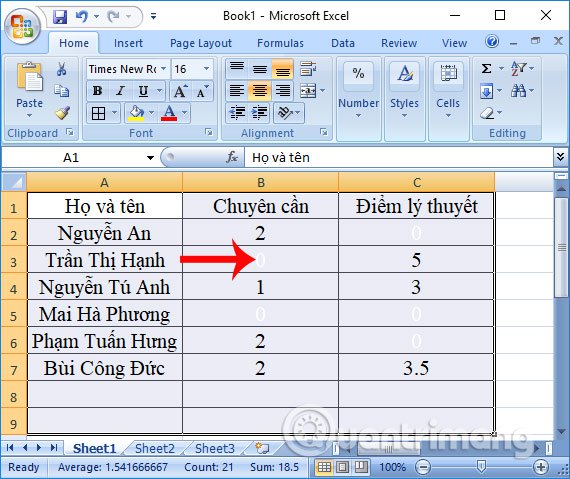 Book1 - Microsoft Excel
Home Insert Page Layout Formulas Data Review View
Paste
Times New Ro 16
B I U
A A
Σ
%
Number Styles Cells
Clipboard Font Alignment Editing
A1 fx Họ và tên
A B C
1 Họ và tên Chuyên cần Điểm lý thuyết
2 Nguyễn An 2 0
3 Trần Thị Hạnh 0 5
4 Nguyễn Tú Anh 1 3
5 Mai Hà Phương 0 0
6 Phạm Tuấn Hưng 2 0
7 Bùi Công Đức 2 3.5
8
9
Quantrimang
Sheet1 Sheet2 Sheet3
Ready Average: 1.541666667 Count: 21 Sum: 18.5 100%